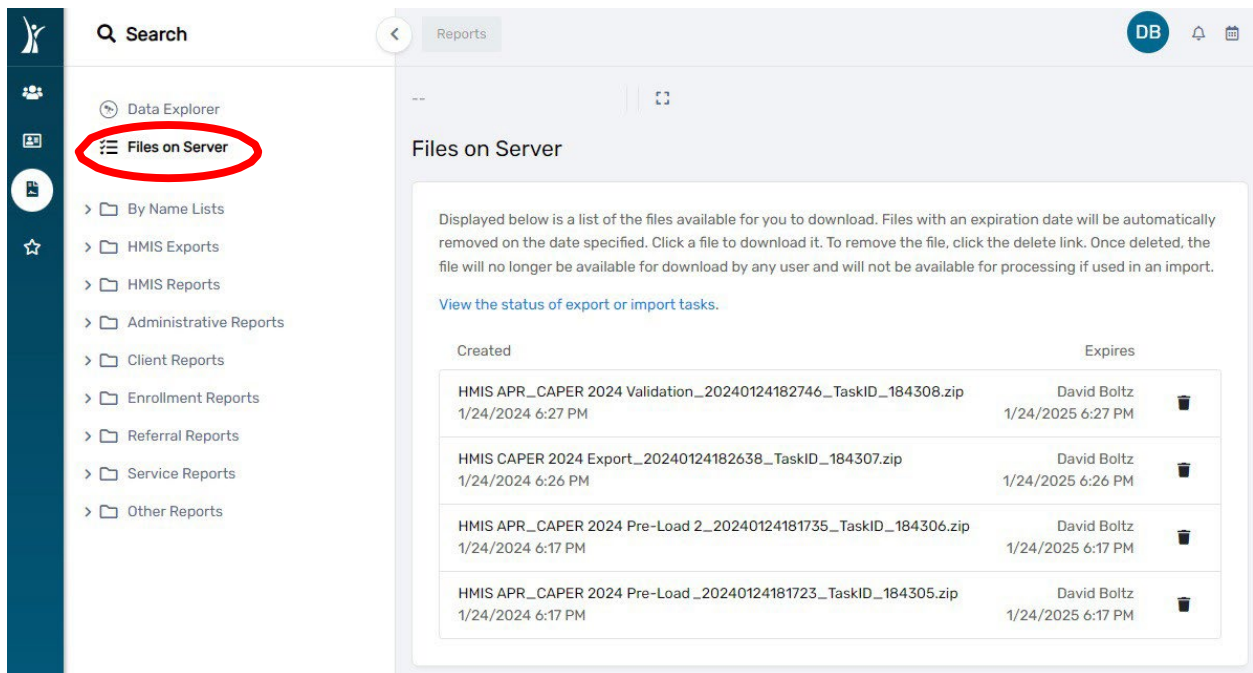 Search
Reports
DB
Data Explorer
Files on Server
By Name Lists
HMIS Exports
HMIS Reports
Administrative Reports
Client Reports
Enrollment Reports
Referral Reports
Service Reports
Other Reports
--
Files on Server
Displayed below is a list of the files available for you to download. Files with an expiration date will be automatically
removed on the date specified. Click a file to download it. To remove the file, click the delete link. Once deleted, the
file will no longer be available for download by any user and will not be available for processing if used in an import.
View the status of export or import tasks.
Created Expires
HMIS APR_CAPER 2024 Validation_20240124182746_TaskID_184308.zip David Boltz
1/24/2024 6:27 PM 1/24/2025 6:27 PM
HMIS CAPER 2024 Export_20240124182638_TaskID_184307.zip David Boltz
1/24/2024 6:26 PM 1/24/2025 6:26 PM
HMIS APR_CAPER 2024 Pre-Load 2_20240124181735_TaskID_184306.zip David Boltz
1/24/2024 6:17 PM 1/24/2025 6:17 PM
HMIS APR_CAPER 2024 Pre-Load _20240124181723_TaskID_184305.zip David Boltz
1/24/2024 6:17 PM 1/24/2025 6:17 PM